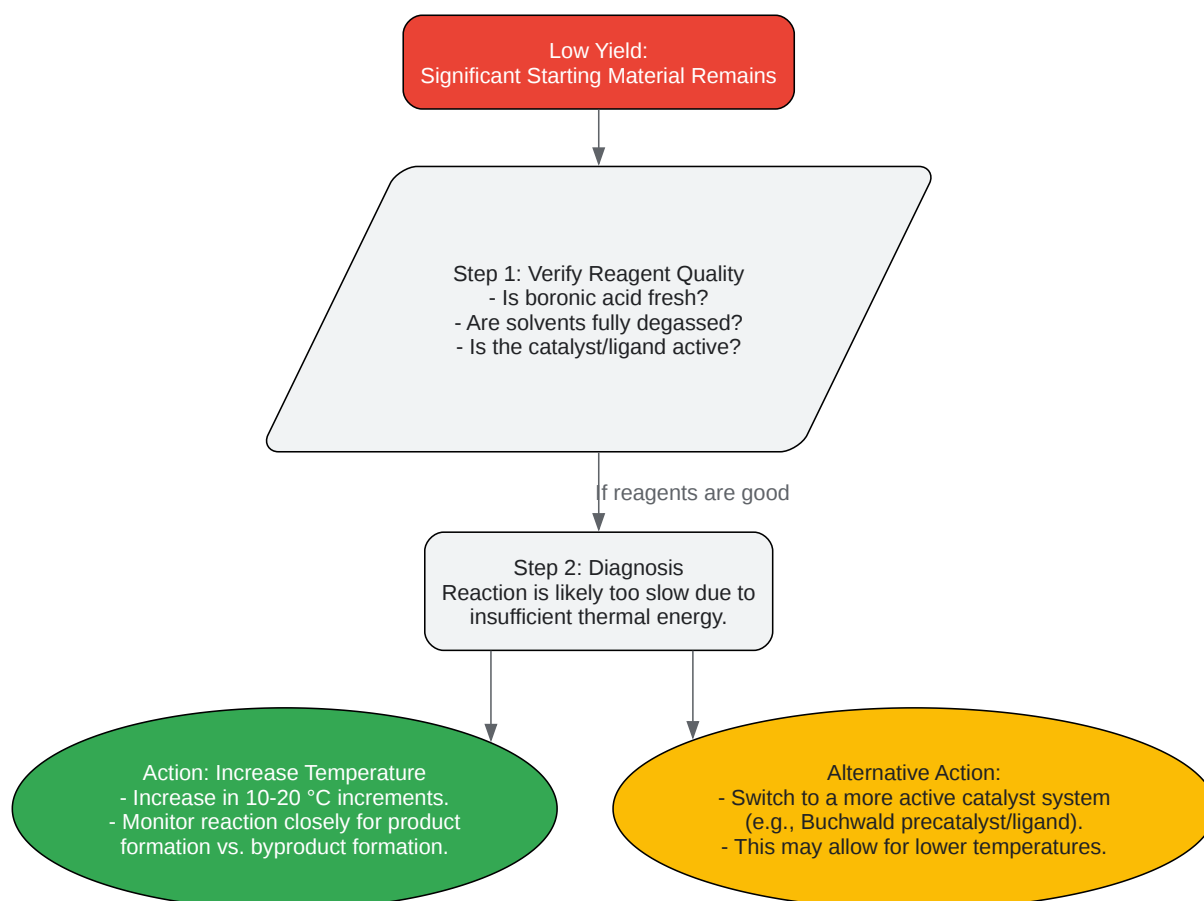 Low Yield:
Significant Starting Material Remains
Step 1: Verify Reagent Quality
- Is boronic acid fresh?
- Are solvents fully degassed?
- Is the catalyst/ligand active?
If reagents are good
Step 2: Diagnosis
Reaction is likely too slow due to
insufficient thermal energy.
Action: Increase Temperature
- Increase in 10-20 °C increments.
- Monitor reaction closely for product
formation vs. byproduct formation.
Alternative Action:
- Switch to a more active catalyst system
(e.g., Buchwald precatalyst/ligand).
- This may allow for lower temperatures.